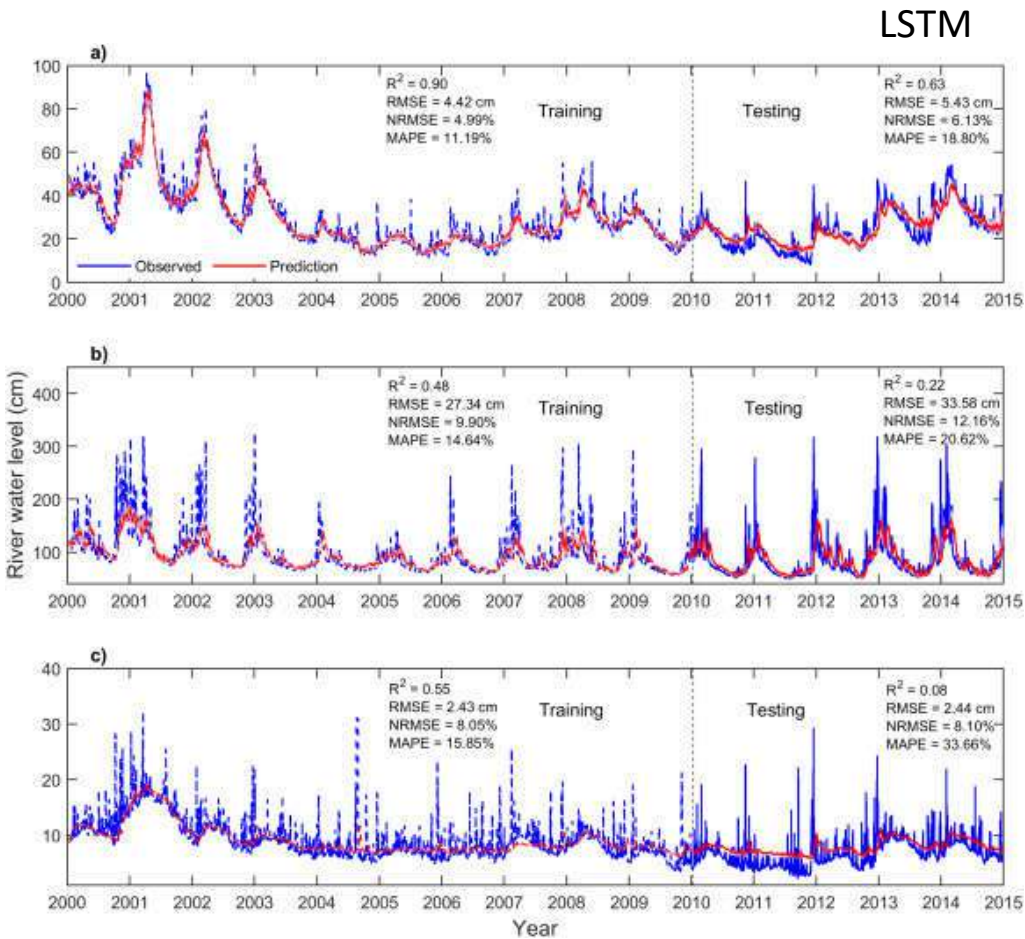 LSTM
a)
R² = 0.90
RMSE = 4.42 cm
NRMSE = 4.99%
MAPE = 11.19%
Training
Testing
R² = 0.63
RMSE = 5.43 cm
NRMSE = 6.13%
MAPE = 18.80%
100
80
60
40
20
0
Observed
Prediction
2000 2001 2002 2003 2004 2005 2006 2007 2008 2009 2010 2011 2012 2013 2014 2015
River water level (cm)
b)
R² = 0.48
RMSE = 27.34 cm
NRMSE = 9.90%
MAPE = 14.64%
Training
Testing
R² = 0.22
RMSE = 33.58 cm
NRMSE = 12.16%
MAPE = 20.62%
400
300
200
100
2000 2001 2002 2003 2004 2005 2006 2007 2008 2009 2010 2011 2012 2013 2014 2015
c)
R² = 0.55
RMSE = 2.43 cm
NRMSE = 8.05%
MAPE = 15.85%
Training
Testing
R² = 0.08
RMSE = 2.44 cm
NRMSE = 8.10%
MAPE = 33.66%
40
30
20
10
2000 2001 2002 2003 2004 2005 2006 2007 2008 2009 2010 2011 2012 2013 2014 2015
Year